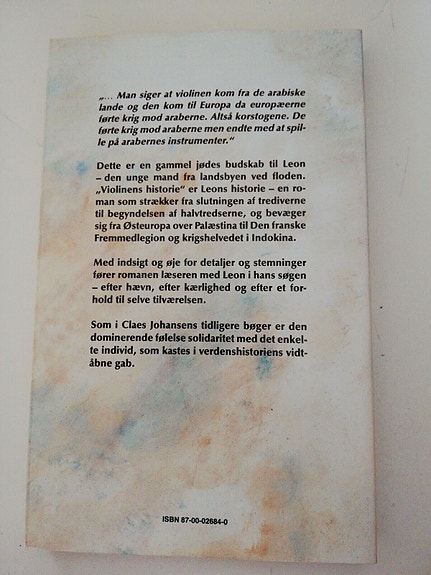 „... Man siger at violinen kom fra de arabiske
lande og den kom til Europa da europæerne
førte krig mod araberne. Altså korstogene. De
førte krig mod araberne men endte med at spil-
le på arabernes instrumenter.“
Dette er en gammel jødes budskab til Leon
– den unge mand fra landsbyen ved floden.
„Violinens historie“ er Leons historie – en ro-
man som strækker fra slutningen af trediverne
til begyndelsen af halvtredserne, og bevæger
sig fra Østeuropa over Palæstina til Den franske
Fremmedlegion og krigshelvedet i Indokina.
Med indsigt og øje for detaljer og stemninger
fører romanen læseren med Leon i hans søgen
– efter hævn, efter kærlighed og efter et for-
hold til selve tilværelsen.
Som i Claes Johansens tidligere bøger er den
dominerende følelse solidaritet med det enkel-
te individ, som kastes i verdenshistoriens vidt-
åbne gab.
ISBN 87-00-02684-0